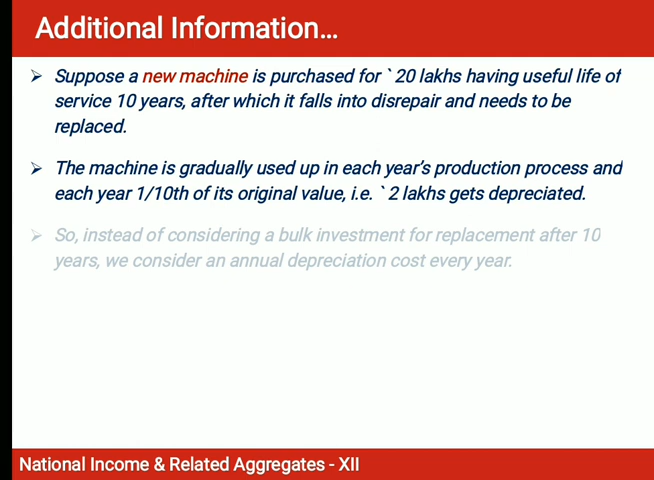 Additional Information...
➢ Suppose a new machine is purchased for ` 20 lakhs having useful life of
service 10 years, after which it falls into disrepair and needs to be
replaced.
➢ The machine is gradually used up in each year's production process and
each year 1/10th of its original value, i.e. ` 2 lakhs gets depreciated.
➢ So, instead of considering a bulk investment for replacement after 10
years, we consider an annual depreciation cost every year.
National Income & Related Aggregates - XII